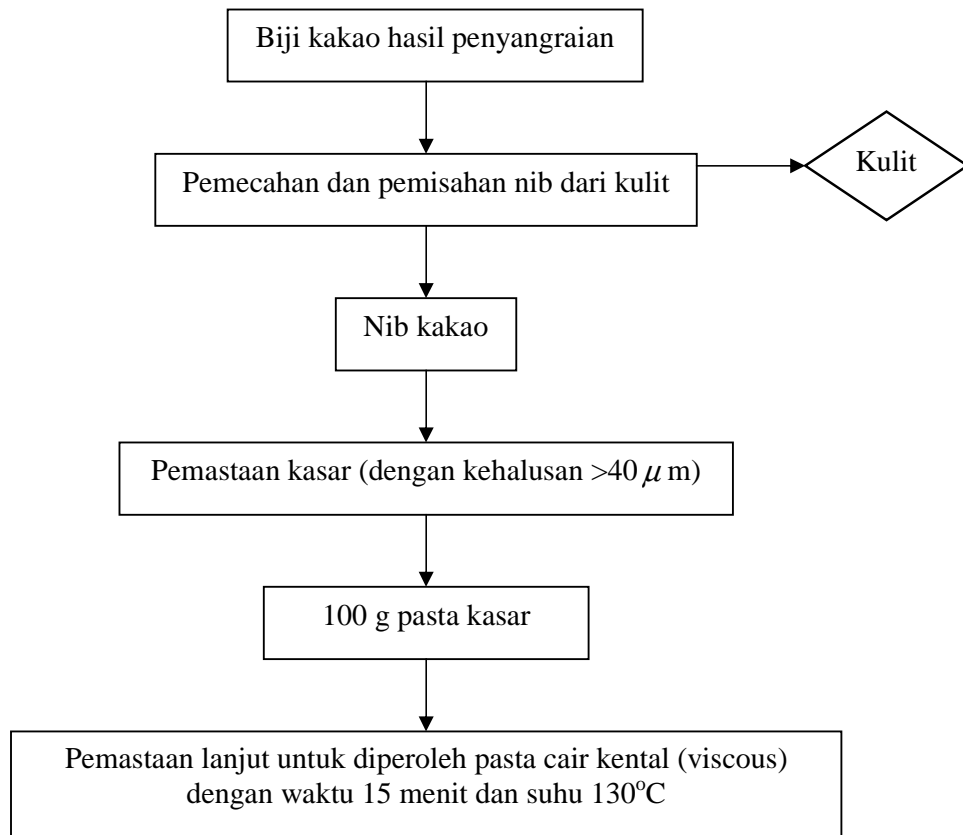 Biji kakao hasil penyangraian
Pemecahan dan pemisahan nib dari kulit
Kulit
Nib kakao
Pemastaan kasar (dengan kehalusan >40 μ m)
100 g pasta kasar
Pemastaan lanjut untuk diperoleh pasta cair kental (viscous)
dengan waktu 15 menit dan suhu 130°C